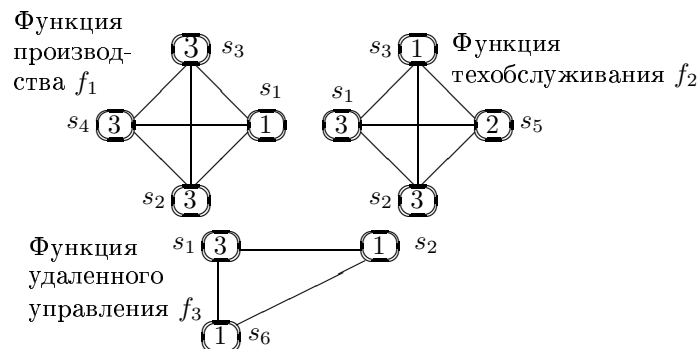 Функция
производ-
ства f₁
3 s₃
s₁
s₄ 3 1
s₂ 3
s₃ 1
Функция
техобслуживания f₂
s₁
3 2 s₅
s₂ 3
Функция
удаленного
управления f₃
s₁ 3 1 s₂
1 s₆